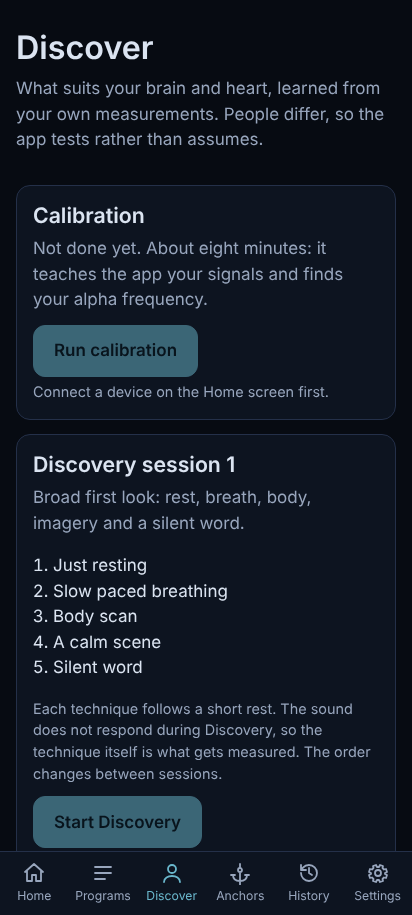 Discover
What suits your brain and heart, learned from
your own measurements. People differ, so the
app tests rather than assumes.
Calibration
Not done yet. About eight minutes: it
teaches the app your signals and finds
your alpha frequency.
Run calibration
Connect a device on the Home screen first.
Discovery session 1
Broad first look: rest, breath, body,
imagery and a silent word.
1. Just resting
2. Slow paced breathing
3. Body scan
4. A calm scene
5. Silent word
Each technique follows a short rest. The sound
does not respond during Discovery, so the
technique itself is what gets measured. The order
changes between sessions.
Start Discovery
Home Programs Discover Anchors History Settings